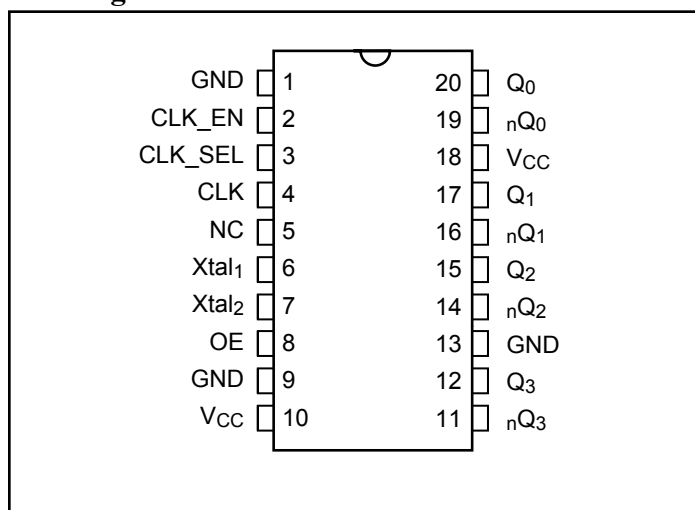 GND 1 20 Q0
CLK_EN 2 19 nQ0
CLK_SEL 3 18 VCC
CLK 4 17 Q1
NC 5 16 nQ1
Xtal1 6 15 Q2
Xtal2 7 14 nQ2
OE 8 13 GND
GND 9 12 Q3
VCC 10 11 nQ3